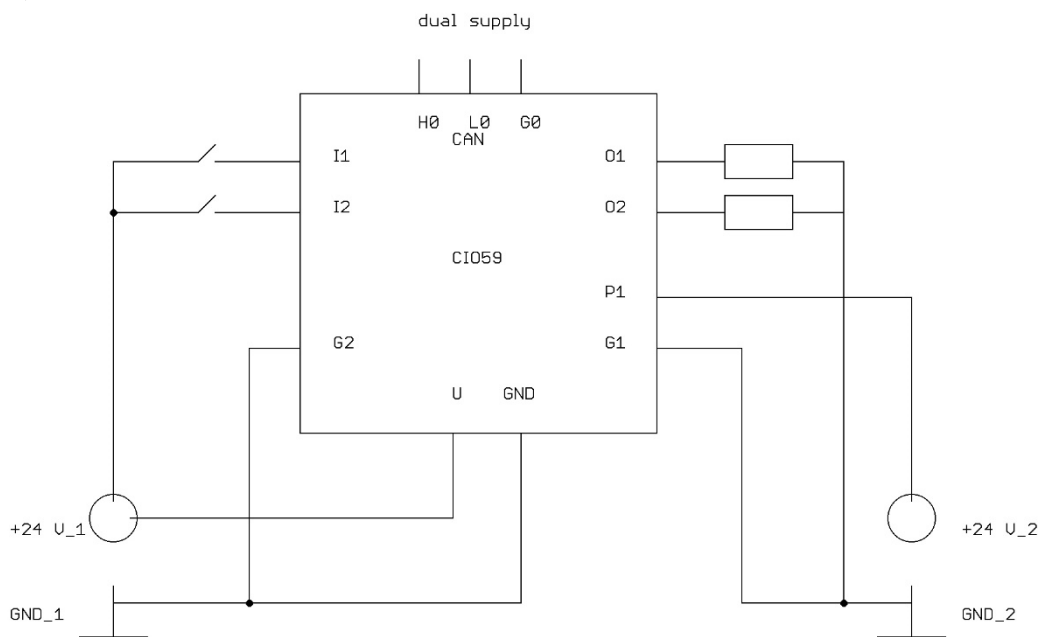 dual supply
H0 L0 G0
CAN
I1 O1
I2 O2
CIO59
P1
G2 G1
U GND
+24 V_1 +24 V_2
GND_1 GND_2